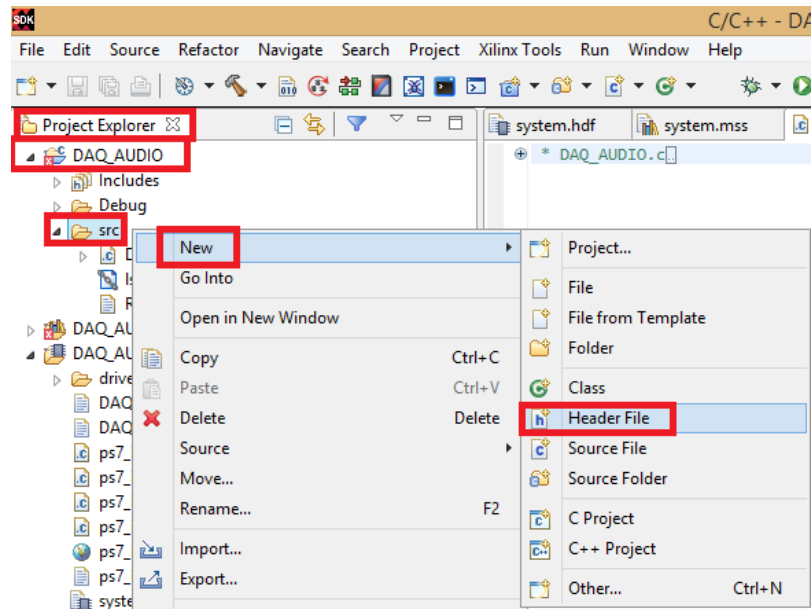 SDK
C/C++ - DA
File Edit Source Refactor Navigate Search Project Xilinx Tools Run Window Help
Project Explorer
system.hdf
system.mss
DAQ_AUDIO
* DAQ_AUDIO.c
Includes
Debug
src
New
Project...
Go Into
File
Open in New Window
File from Template
Folder
DAQ_AU
Copy Ctrl+C
DAQ_AU
Paste Ctrl+V
Class
drive
Delete Delete
Header File
DAQ
Source
Source File
DAQ
Move...
Source Folder
ps7_
Rename... F2
C Project
ps7_
Import...
C++ Project
ps7_
Export...
Other... Ctrl+N
ps7_
ps7_
ps7_
syste